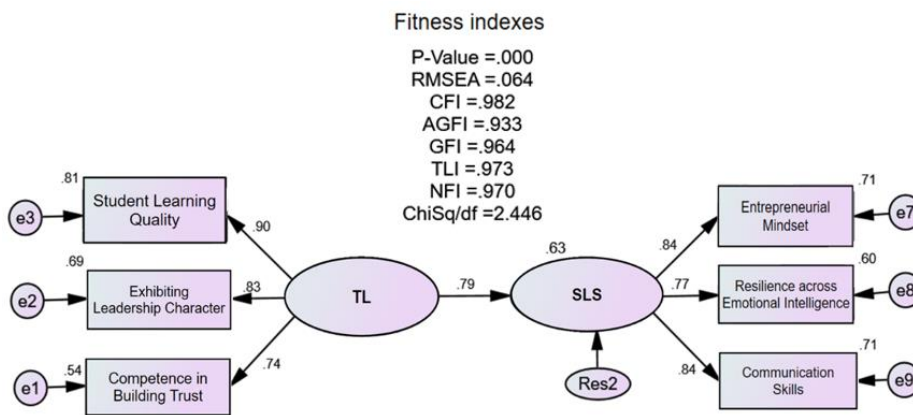 Fitness indexes
P-Value =.000
RMSEA =.064
CFI =.982
AGFI =.933
GFI =.964
TLI =.973
NFI =.970
ChiSq/df =2.446
.81
e3
Student Learning
Quality
.90
.69
e2
Exhibiting
Leadership Character
.83
.54
e1
Competence in
Building Trust
.74
TL
.79
.63
SLS
Res2
.84
.71
Entrepreneurial
Mindset
e7
.77
.60
Resilience across
Emotional Intelligence
e8
.84
.71
Communication
Skills
e9